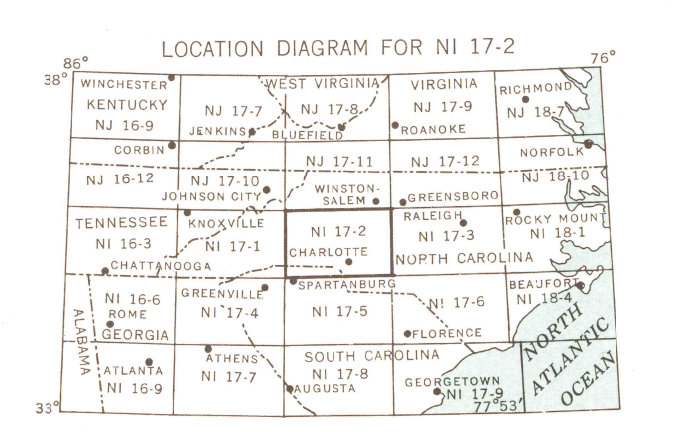 LOCATION DIAGRAM FOR NI 17-2
86° 76°
38°
WINCHESTER WEST VIRGINIA VIRGINIA RICHMOND
KENTUCKY NJ 17-7 NJ 17-8 NJ 17-9 NJ 18-7
NJ 16-9 JENKINS BLUEFIELD ROANOKE
CORBIN NJ 17-11 NJ 17-12 NORFOLK
NJ 16-12 NJ 17-10 NJ 18-10
JOHNSON CITY WINSTON-
SALEM GREENSBORO
TENNESSEE KNOXVILLE NI 17-2 RALEIGH ROCKY MOUNT
NI 16-3 NI 17-1 CHARLOTTE NI 17-3 NI 18-1
CHATTANOOGA NORTH CAROLINA
NI 16-6 GREENVILLE SPARTANBURG NI 17-6 BEAUFORT
ROME NI 17-4 NI 17-5 NI 18-4
GEORGIA FLORENCE
ALABAMA
ATLANTA ATHENS SOUTH CAROLINA
NI 16-9 NI 17-7 NI 17-8
AUGUSTA GEORGETOWN
NI 17-9
33° 77°53'
NORTH
ATLANTIC
OCEAN